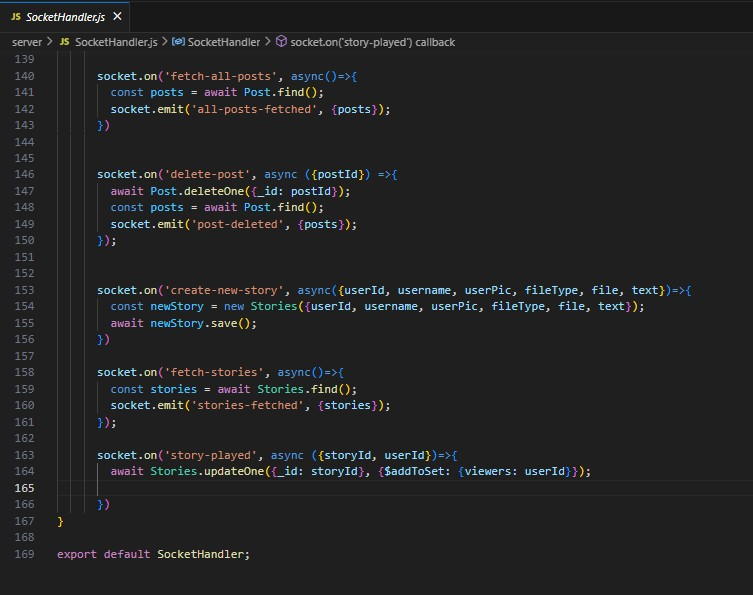 JS SocketHandler.js ×
server > JS SocketHandler.js > SocketHandler > socket.on('story-played') callback
139
140 socket.on('fetch-all-posts', async()=>{
141 const posts = await Post.find();
142 socket.emit('all-posts-fetched', {posts});
143 })
144
145
146 socket.on('delete-post', async ({postId}) =>{
147 await Post.deleteOne({_id: postId});
148 const posts = await Post.find();
149 socket.emit('post-deleted', {posts});
150 });
151
152
153 socket.on('create-new-story', async({userId, username, userPic, fileType, file, text})=>{
154 const newStory = new Stories({userId, username, userPic, fileType, file, text});
155 await newStory.save();
156 })
157
158 socket.on('fetch-stories', async()=>{
159 const stories = await Stories.find();
160 socket.emit('stories-fetched', {stories});
161 });
162
163 socket.on('story-played', async ({storyId, userId})=>{
164 await Stories.updateOne({_id: storyId}, {$addToSet: {viewers: userId}});
165
166 })
167 }
168
169 export default SocketHandler;